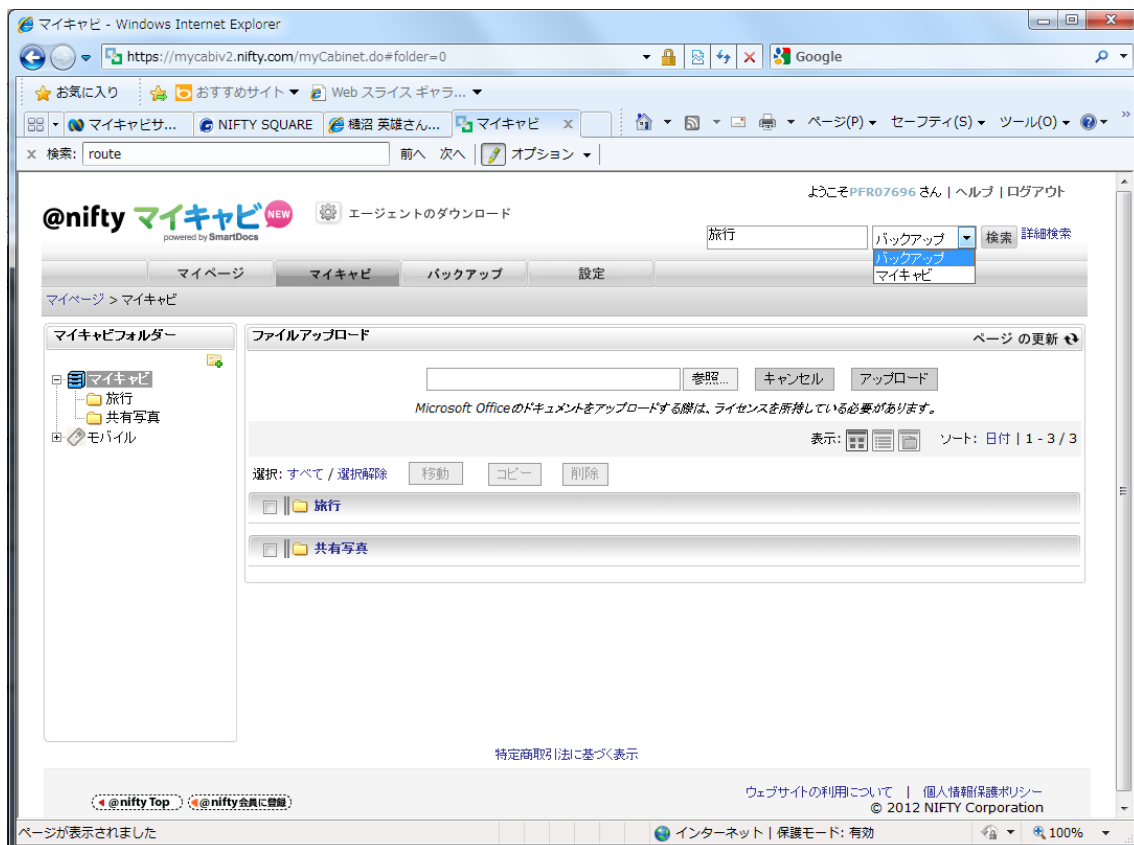 マイキャビ - Windows Internet Explorer
https://mycabiv2.nifty.com/myCabinet.do#folder=0
Google
お気に入り おすすめサイト Web スライス ギャラ...
マイキャビサ... NIFTY SQUARE 橘沼 英雄さん... マイキャビ x ページ(P) セーフティ(S) ツール(O) »
x 検索: route 前へ 次へ オプション
ようこそPFR07696 さん | ヘルプ | ログアウト
@nifty マイキャビ NEW エージェントのダウンロード
powered by SmartDocs
旅行 バックアップ 検索 詳細検索
バックアップ
マイキャビ
マイページ マイキャビ バックアップ 設定
マイページ > マイキャビ
マイキャビフォルダー
マイキャビ
旅行
共有写真
モバイル
ファイルアップロード ページ の更新
参照... キャンセル アップロード
Microsoft Officeのドキュメントをアップロードする際は、ライセンスを所持している必要があります。
表示: ソート: 日付 | 1 - 3 / 3
選択: すべて / 選択解除 移動 コピー 削除
旅行
共有写真
特定商取引法に基づく表示
@nifty Top @nifty会員に登録
ウェブサイトの利用について | 個人情報保護ポリシー
© 2012 NIFTY Corporation
ページが表示されました インターネット | 保護モード: 有効 100%